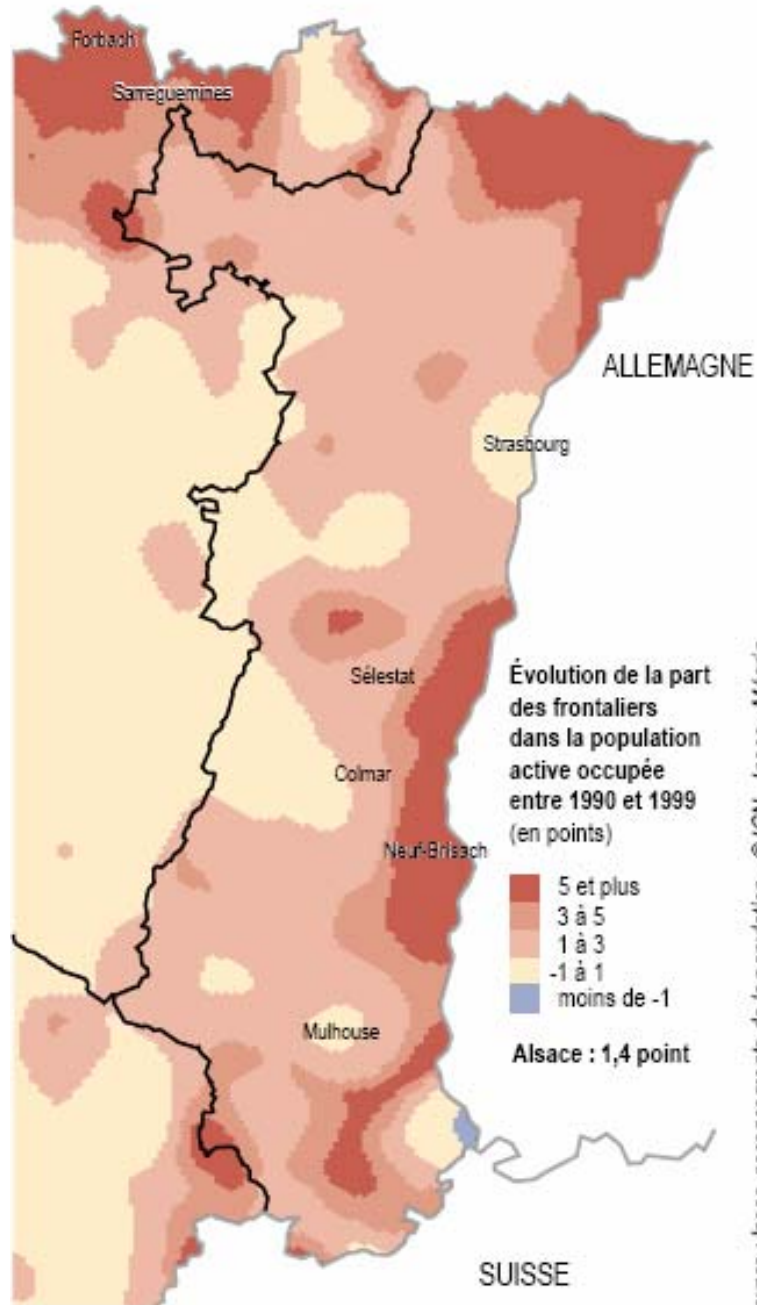 Forbach
Sarreguemines
ALLEMAGNE
Strasbourg
Sélestat
Colmar
Neuf-Brisach
Mulhouse
SUISSE
Évolution de la part
des frontaliers
dans la population
active occupée
entre 1990 et 1999
(en points)
5 et plus
3 à 5
1 à 3
-1 à 1
moins de -1
Alsace : 1,4 point